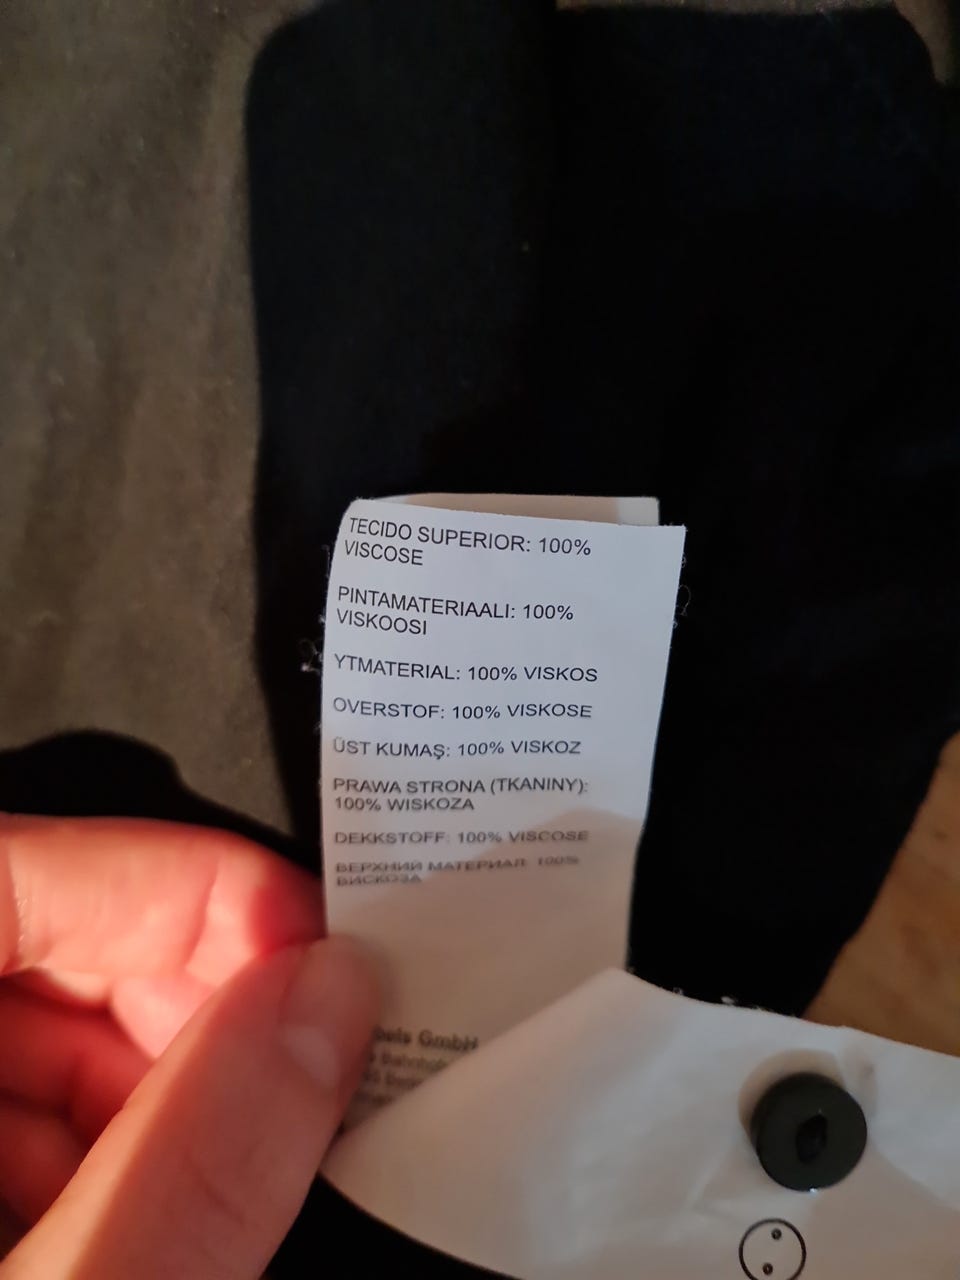 TECIDO SUPERIOR: 100%
VISCOSE
PINTAMATERIAALI: 100%
VISKOOSI
YTMATERIAL: 100% VISKOS
OVERSTOF: 100% VISKOSE
ÜST KUMAŞ: 100% VISKOZ
PRAWA STRONA (TKANINY):
100% WISKOZA
DEKKSTOFF: 100% VISCOSE
ВЕРХНИЙ МАТЕРИАЛ: 100%
ВИСКОЗА
GmbH